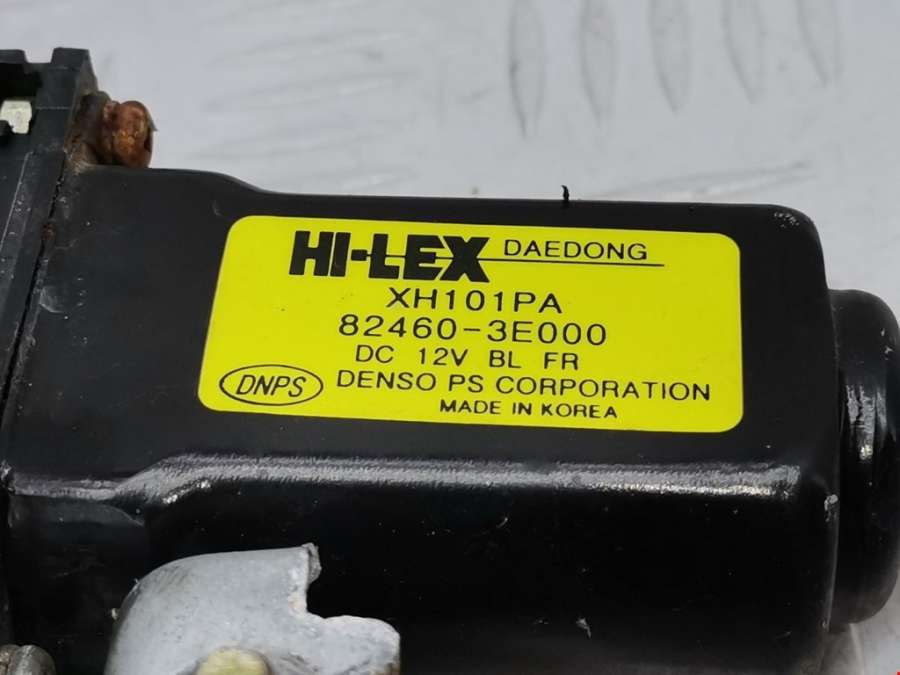 HI-LEX DAEDONG
XH101PA
82460-3E000
DC 12V BL FR
DNPS DENSO PS CORPORATION
MADE IN KOREA